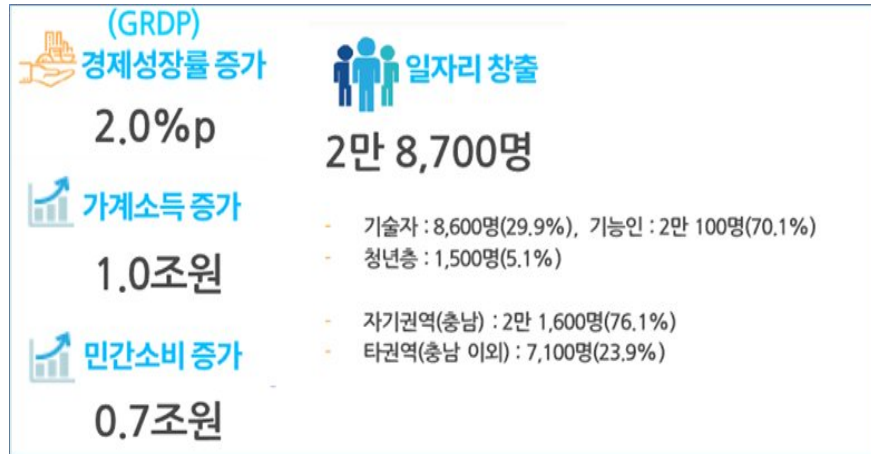 (GRDP)
경제성장률 증가
2.0%p
가계소득 증가
1.0조원
민간소비 증가
0.7조원
일자리 창출
2만 8,700명
- 기술자 : 8,600명(29.9%), 기능인 : 2만 100명(70.1%)
- 청년층 : 1,500명(5.1%)
- 자기권역(충남) : 2만 1,600명(76.1%)
- 타권역(충남 이외) : 7,100명(23.9%)